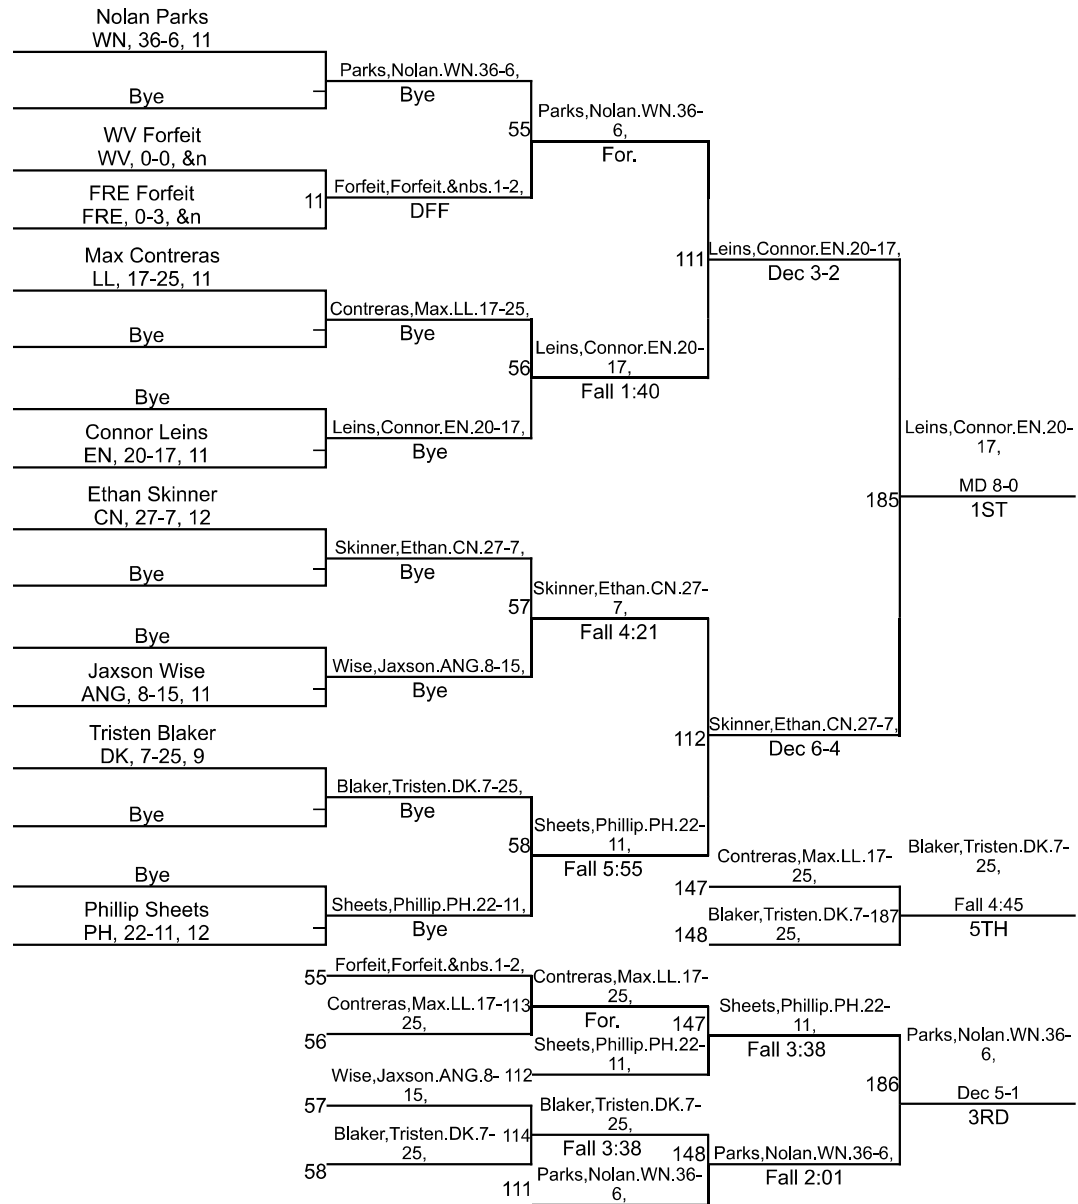 Nolan Parks
WN, 36-6, 11
Bye
WV Forfeit
WV, 0-0, &n
FRE Forfeit
FRE, 0-3, &n
11
Max Contreras
LL, 17-25, 11
Bye
Bye
Connor Leins
EN, 20-17, 11
Ethan Skinner
CN, 27-7, 12
Bye
Bye
Jaxson Wise
ANG, 8-15, 11
Tristen Blaker
DK, 7-25, 9
Bye
Bye
Phillip Sheets
PH, 22-11, 12
Parks,Nolan.WN.36-6,
Bye
55
Forfeit,Forfeit.&nbs.1-2,
DFF
Contreras,Max.LL.17-25,
Bye
56
Leins,Connor.EN.20-17,
Bye
Skinner,Ethan.CN.27-7,
Bye
57
Wise,Jaxson.ANG.8-15,
Bye
Blaker,Tristen.DK.7-25,
Bye
58
Sheets,Phillip.PH.22-11,
Bye
Parks,Nolan.WN.36-
6,
For.
111
Leins,Connor.EN.20-
17,
Fall 1:40
Skinner,Ethan.CN.27-
7,
Fall 4:21
112
Sheets,Phillip.PH.22-
11,
Fall 5:55
Leins,Connor.EN.20-17,
Dec 3-2
185
Skinner,Ethan.CN.27-7,
Dec 6-4
Leins,Connor.EN.20-
17,
MD 8-0
1ST
147
Contreras,Max.LL.17-
25,
148
Blaker,Tristen.DK.7-
25,
187
Blaker,Tristen.DK.7-
25,
Fall 4:45
5TH
55
Forfeit,Forfeit.&nbs.1-2,
56
Contreras,Max.LL.17-
25,
113
Contreras,Max.LL.17-
25,
For.
112
Sheets,Phillip.PH.22-
11,
147
Sheets,Phillip.PH.22-
11,
Fall 3:38
57
Wise,Jaxson.ANG.8-
15,
58
Blaker,Tristen.DK.7-
25,
114
Blaker,Tristen.DK.7-
25,
Fall 3:38
111
Parks,Nolan.WN.36-
6,
148
Parks,Nolan.WN.36-6,
Fall 2:01
186
Parks,Nolan.WN.36-
6,
Dec 5-1
3RD